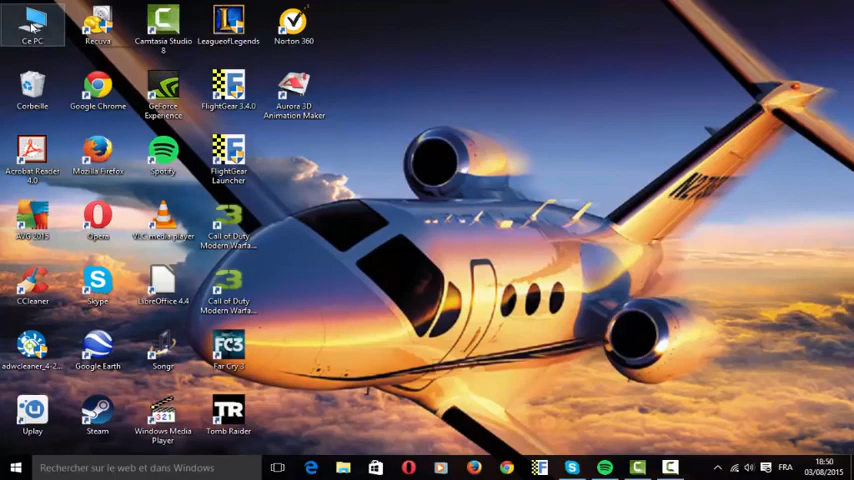 Ce PC
Recuva
Camtasia Studio
8
LeagueofLegends
Norton 360
Corbeille
Google Chrome
GeForce
Experience
FlightGear 3.4.0
Aurora 3D
Animation Maker
Acrobat Reader
4.0
Mozilla Firefox
Spotify
FlightGear
Launcher
AVG 2015
Opera
VLC media player
Call of Duty
Modern Warfa...
CCleaner
Skype
LibreOffice 4.4
Call of Duty
Modern Warfa...
adwcleaner_4-2...
Google Earth
Songr
FC3
Far Cry 3
Uplay
Steam
321
Windows Media
Player
TR
Tomb Raider
Rechercher sur le web et dans Windows
FRA
18:50
03/08/2015